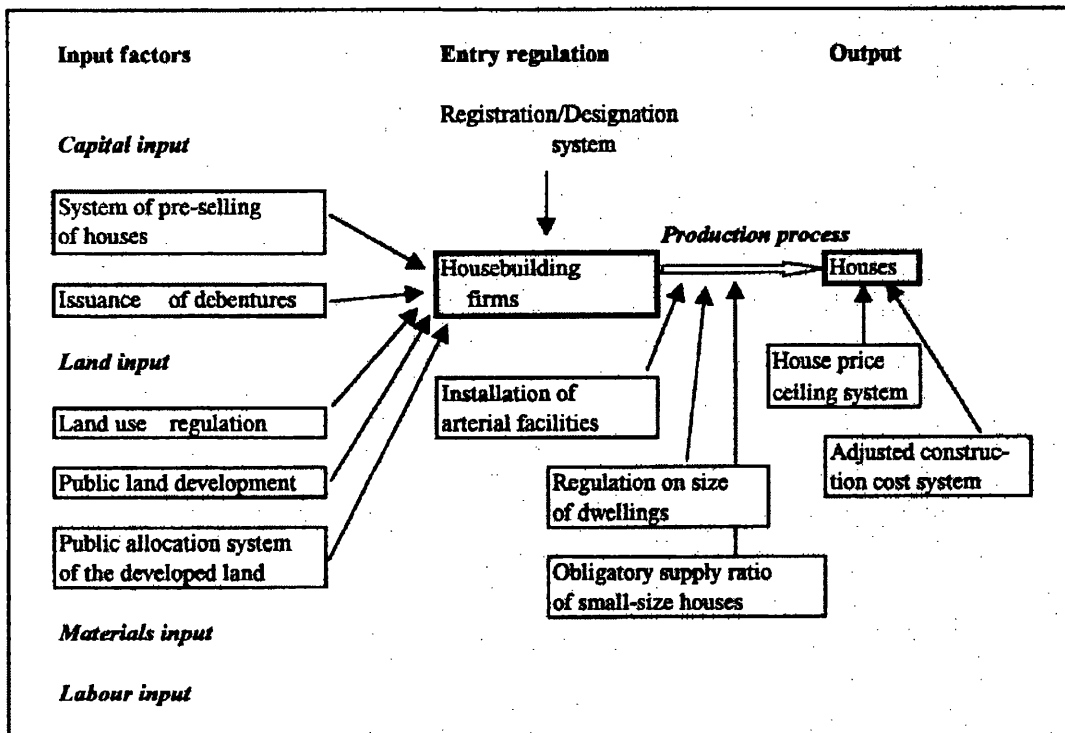 Input factors
Entry regulation
Output
Registration/Designation
system
Capital input
System of pre-selling
of houses
Production process
Housebuilding
firms
Houses
Issuance of debentures
Land input
House price
ceiling system
Installation of
arterial facilities
Land use regulation
Adjusted construc-
tion cost system
Public land development
Regulation on size
of dwellings
Public allocation system
of the developed land
Obligatory supply ratio
of small-size houses
Materials input
Labour input